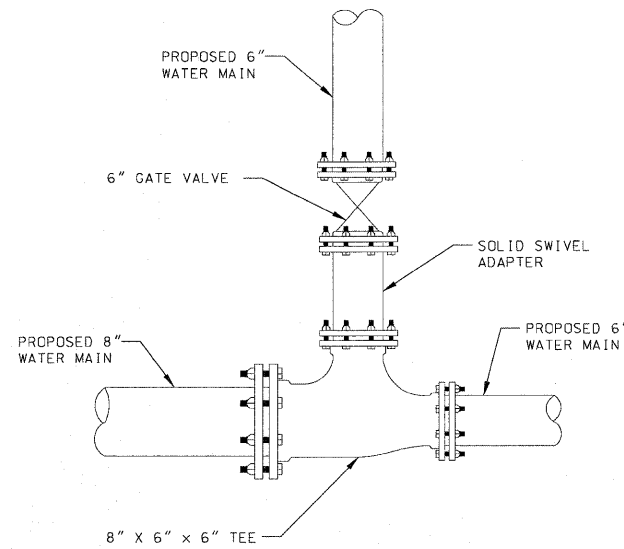 PROPOSED 6"
WATER MAIN
6" GATE VALVE
SOLID SWIVEL
ADAPTER
PROPOSED 8"
WATER MAIN
PROPOSED 6"
WATER MAIN
8" X 6" x 6" TEE